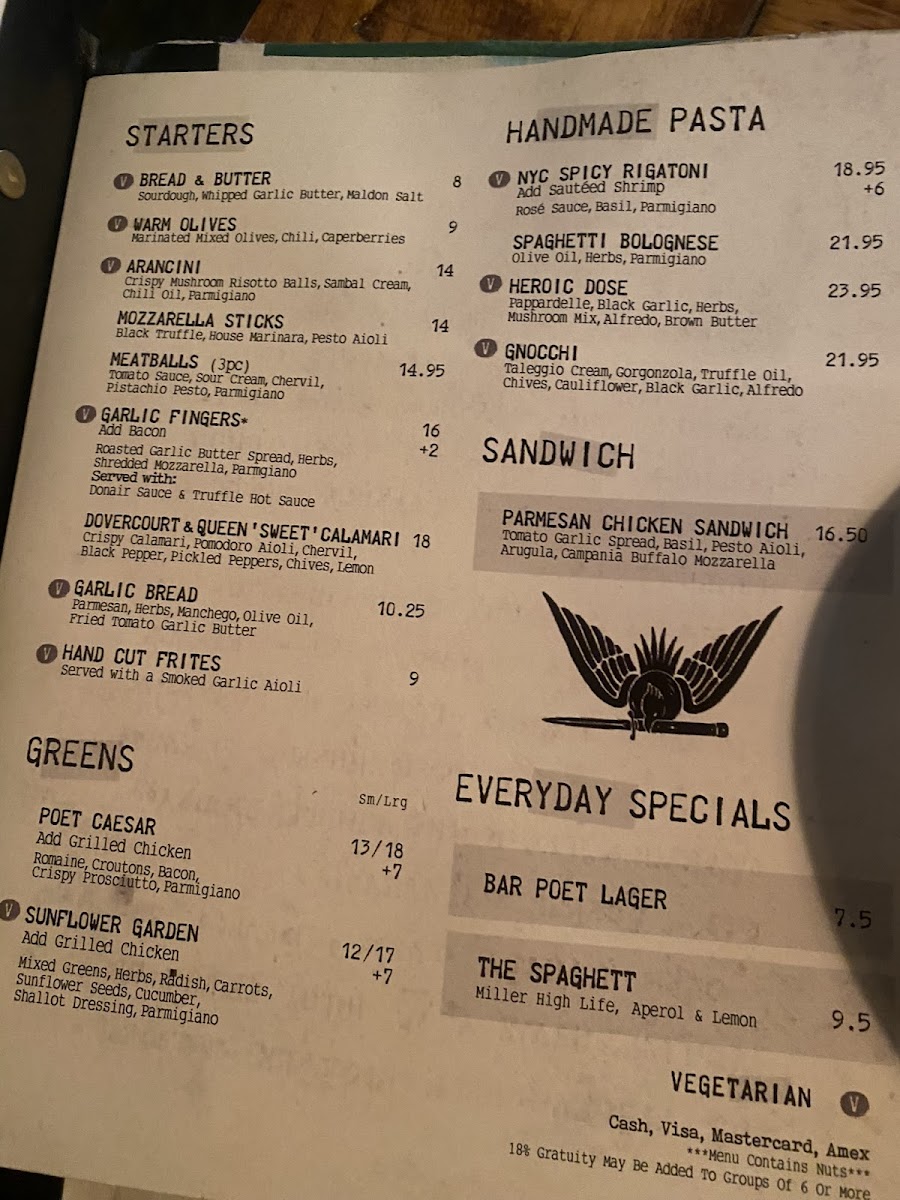 STARTERS
V BREAD & BUTTER 8
Sourdough, Whipped Garlic Butter, Maldon Salt
V WARM OLIVES 9
Marinated Mixed Olives, Chili, Caperberries
V ARANCINI 14
Crispy Mushroom Risotto Balls, Sambal Cream,
Chili Oil, Parmigiano
MOZZARELLA STICKS 14
Black Truffle, House Marinara, Pesto Aioli
MEATBALLS (3pc) 14.95
Tomato Sauce, Sour Cream, Chervil,
Pistachio Pesto, Parmigiano
V GARLIC FINGERS* 16
Add Bacon +2
Roasted Garlic Butter Spread, Herbs,
Shredded Mozzarella, Parmgiano
Served with:
Donair Sauce & Truffle Hot Sauce
DOVERCOURT & QUEEN 'SWEET' CALAMARI 18
Crispy Calamari, Pomodoro Aioli, Chervil,
Black Pepper, Pickled Peppers, Chives, Lemon
V GARLIC BREAD 10.25
Parmesan, Herbs, Manchego, Olive Oil,
Fried Tomato Garlic Butter
V HAND CUT FRITES 9
Served with a Smoked Garlic Aioli
GREENS
Sm/Lrg
POET CAESAR 13/18
Add Grilled Chicken +7
Romaine, Croutons, Bacon,
Crispy Prosciutto, Parmigiano
V SUNFLOWER GARDEN 12/17
Add Grilled Chicken +7
Mixed Greens, Herbs, Radish, Carrots,
Sunflower Seeds, Cucumber,
Shallot Dressing, Parmigiano
HANDMADE PASTA
V NYC SPICY RIGATONI 18.95
Add Sautéed Shrimp +6
Rosé Sauce, Basil, Parmigiano
SPAGHETTI BOLOGNESE 21.95
Olive Oil, Herbs, Parmigiano
V HEROIC DOSE 23.95
Pappardelle, Black Garlic, Herbs,
Mushroom Mix, Alfredo, Brown Butter
V GNOCCHI 21.95
Taleggio Cream, Gorgonzola, Truffle Oil,
Chives, Cauliflower, Black Garlic, Alfredo
SANDWICH
PARMESAN CHICKEN SANDWICH 16.50
Tomato Garlic Spread, Basil, Pesto Aioli,
Arugula, Campania Buffalo Mozzarella
EVERYDAY SPECIALS
BAR POET LAGER 7.5
THE SPAGHETT 9.5
Miller High Life, Aperol & Lemon
VEGETARIAN V
Cash, Visa, Mastercard, Amex
***Menu Contains Nuts***
18% Gratuity May Be Added To Groups Of 6 Or More